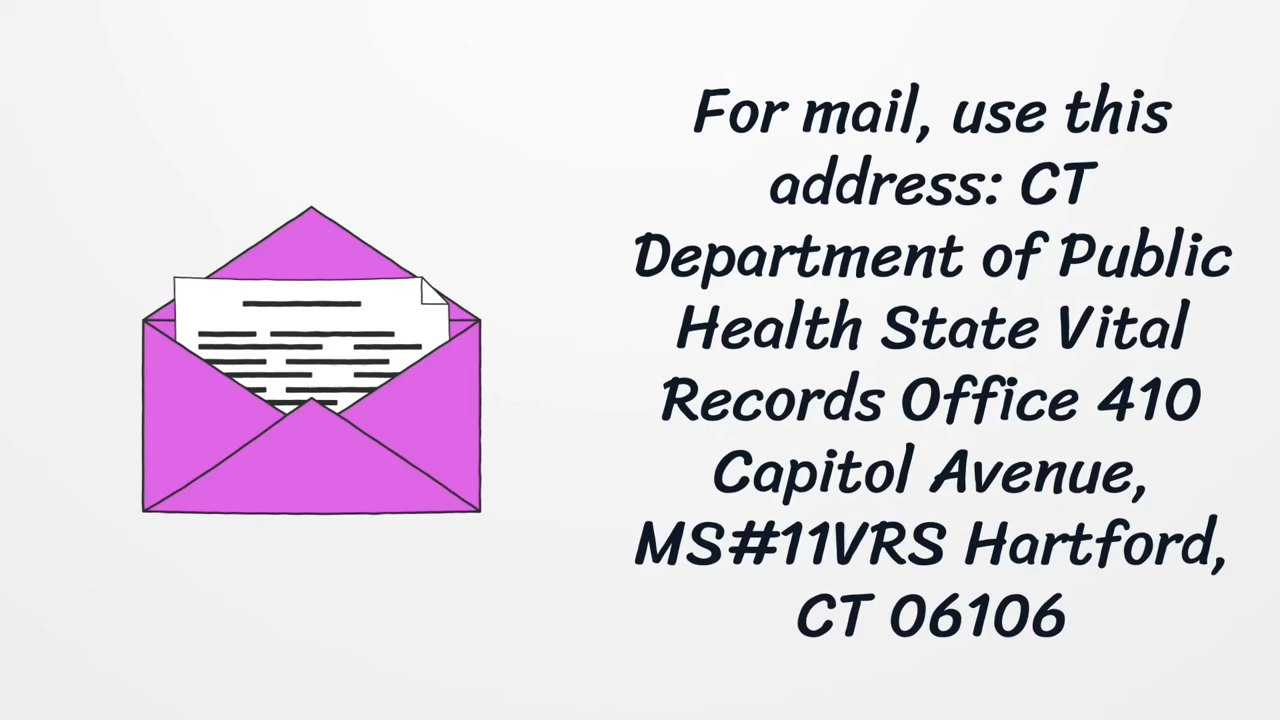 For mail, use this
address: CT
Department of Public
Health State Vital
Records Office 410
Capitol Avenue,
MS#11VRS Hartford,
CT 06106